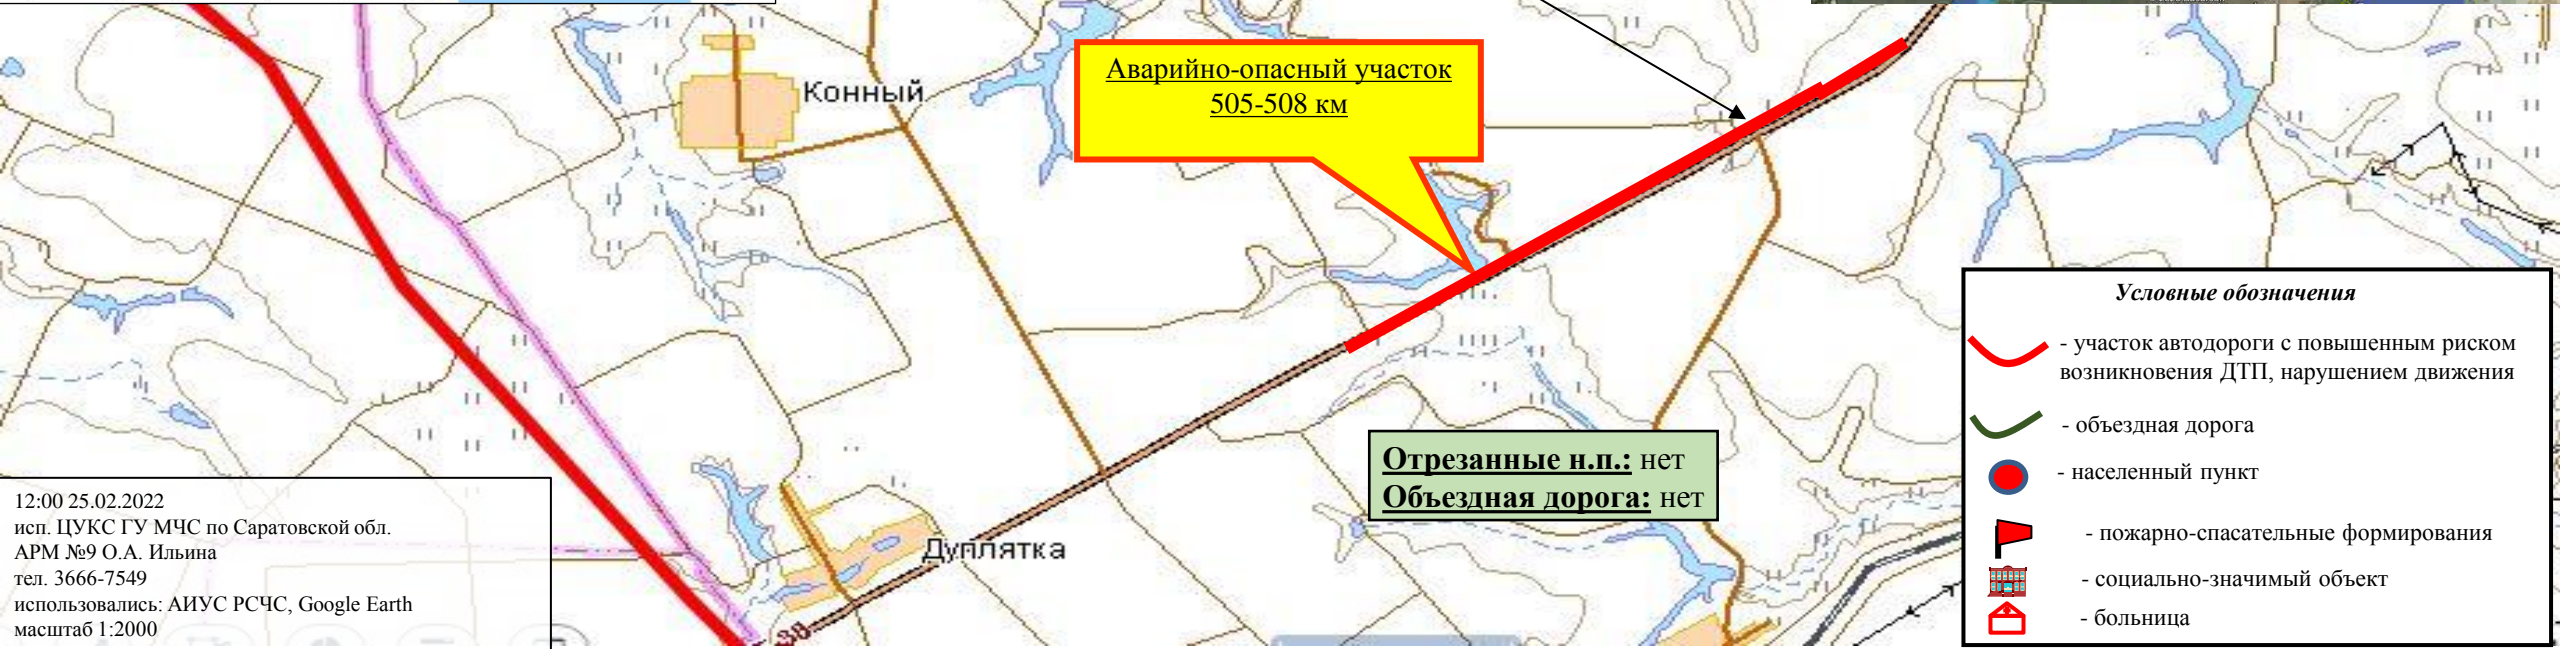 Конный
Аварийно-опасный участок
505-508 км
Условные обозначения
- участок автодороги с повышенным риском
возникновения ДТП, нарушением движения
- объездная дорога
- населенный пункт
- пожарно-спасательные формирования
- социально-значимый объект
- больница
Отрезанные н.п.: нет
Объездная дорога: нет
Дуплятка
12:00 25.02.2022
исп. ЦУКС ГУ МЧС по Саратовской обл.
АРМ №9 О.А. Ильина
тел. 3666-7549
использовались: АИУС РСЧС, Google Earth
масштаб 1:2000